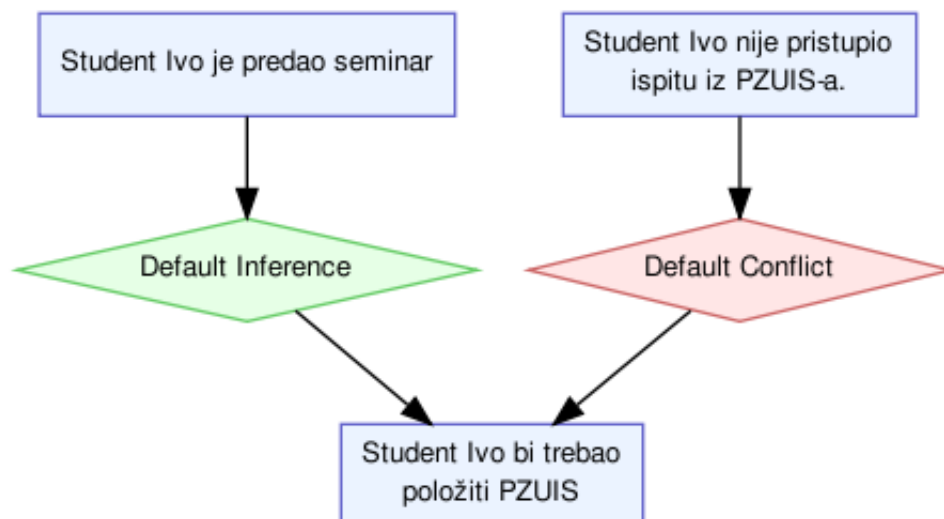 Student Ivo je predao seminar
Student Ivo nije pristupio
ispitu iz PZUIS-a.
Default Inference
Default Conflict
Student Ivo bi trebao
položiti PZUIS